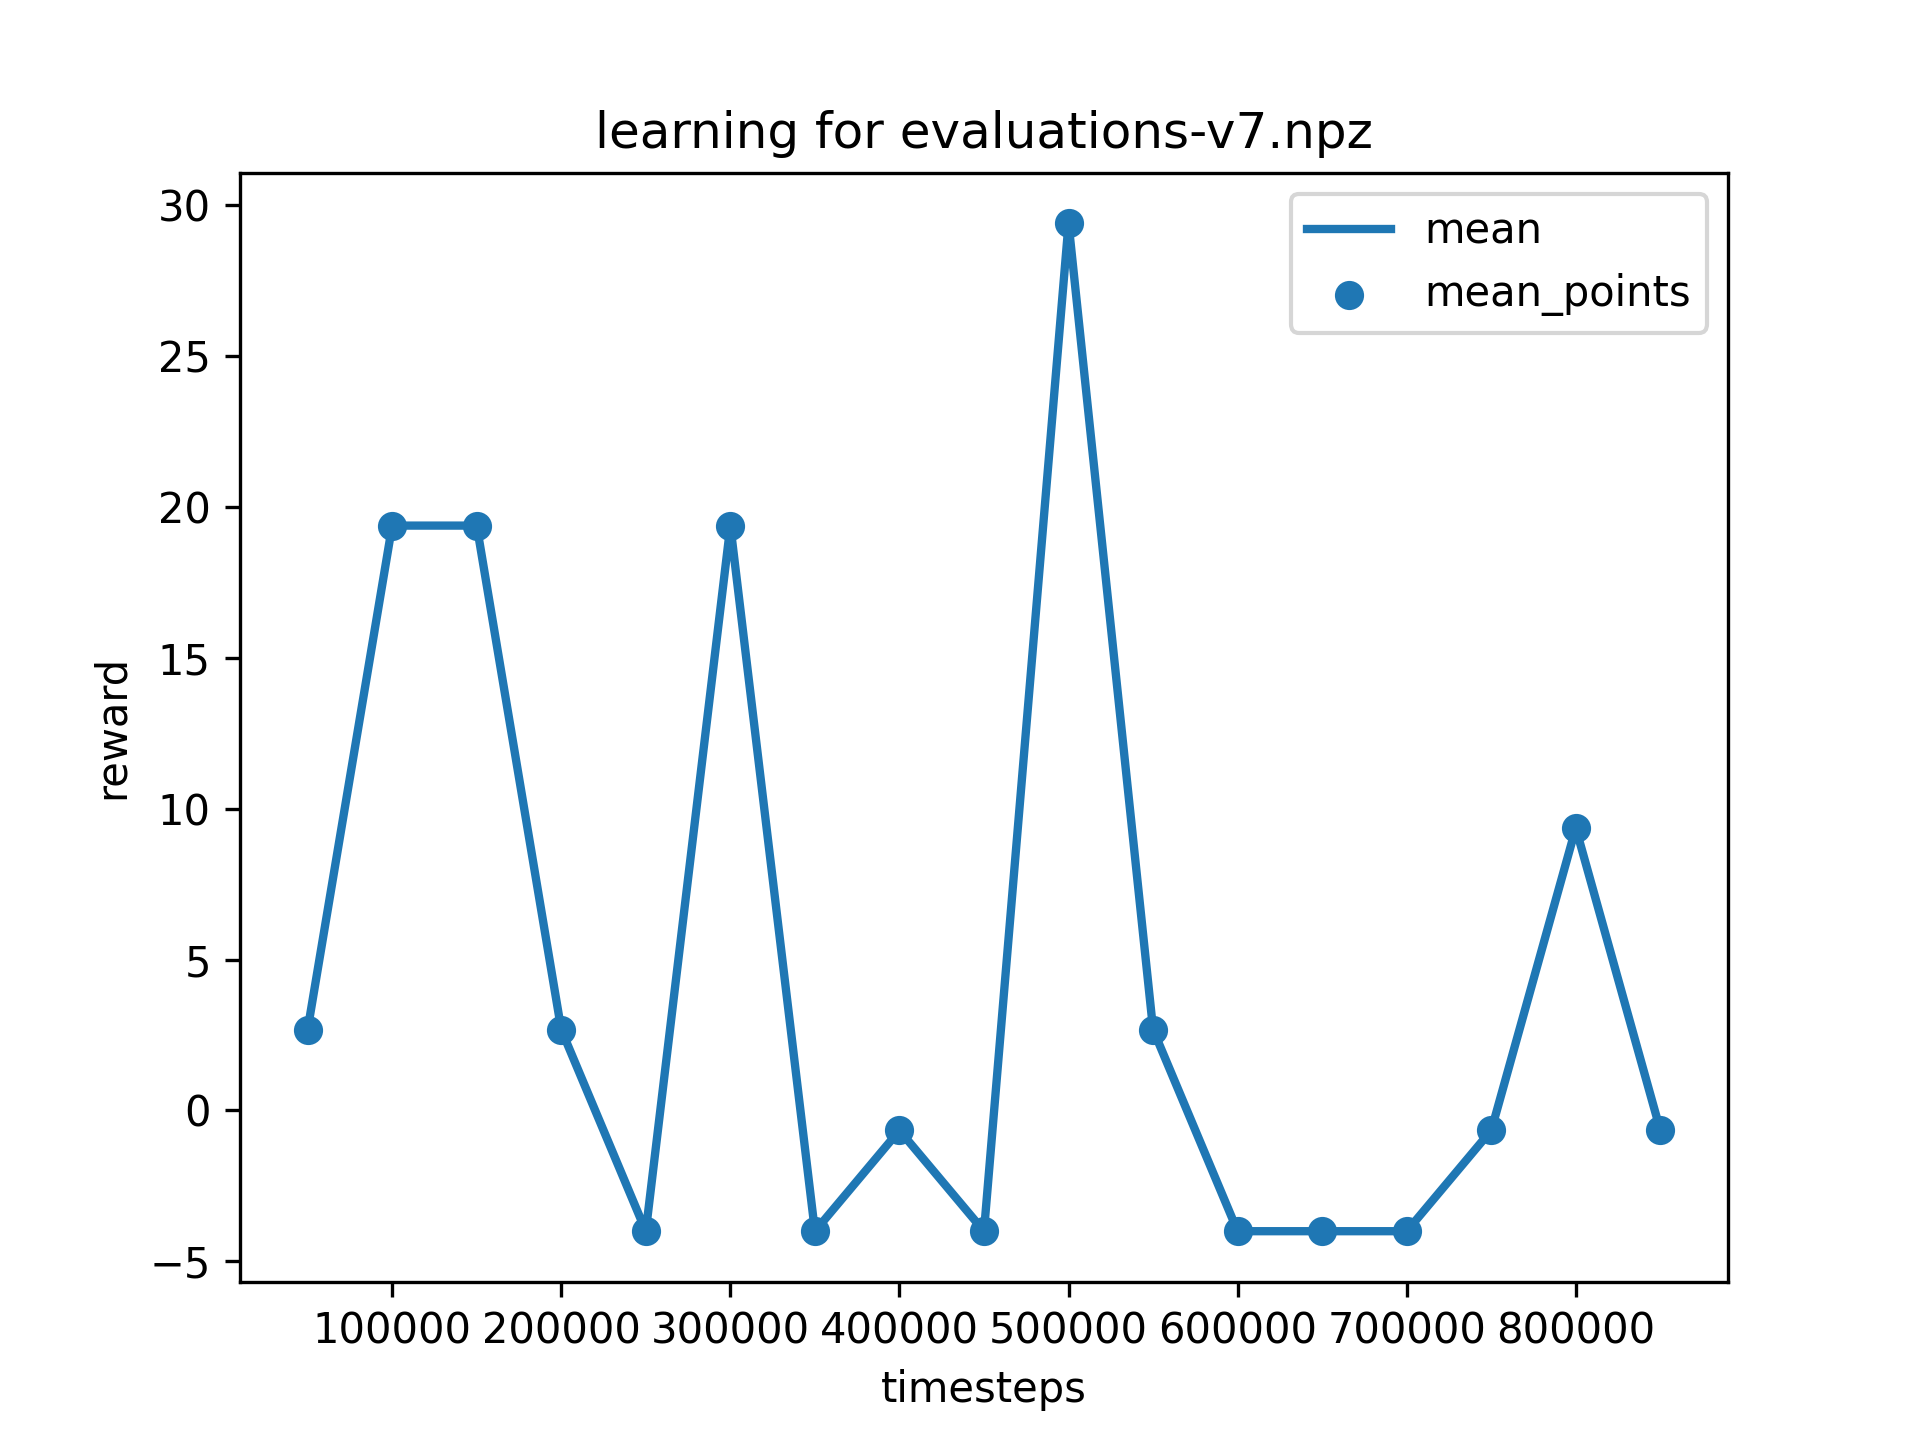 learning for evaluations-v7.npz
30
25
20
15
10
5
0
−5
reward
mean
mean_points
100000 200000 300000 400000 500000 600000 700000 800000
timesteps